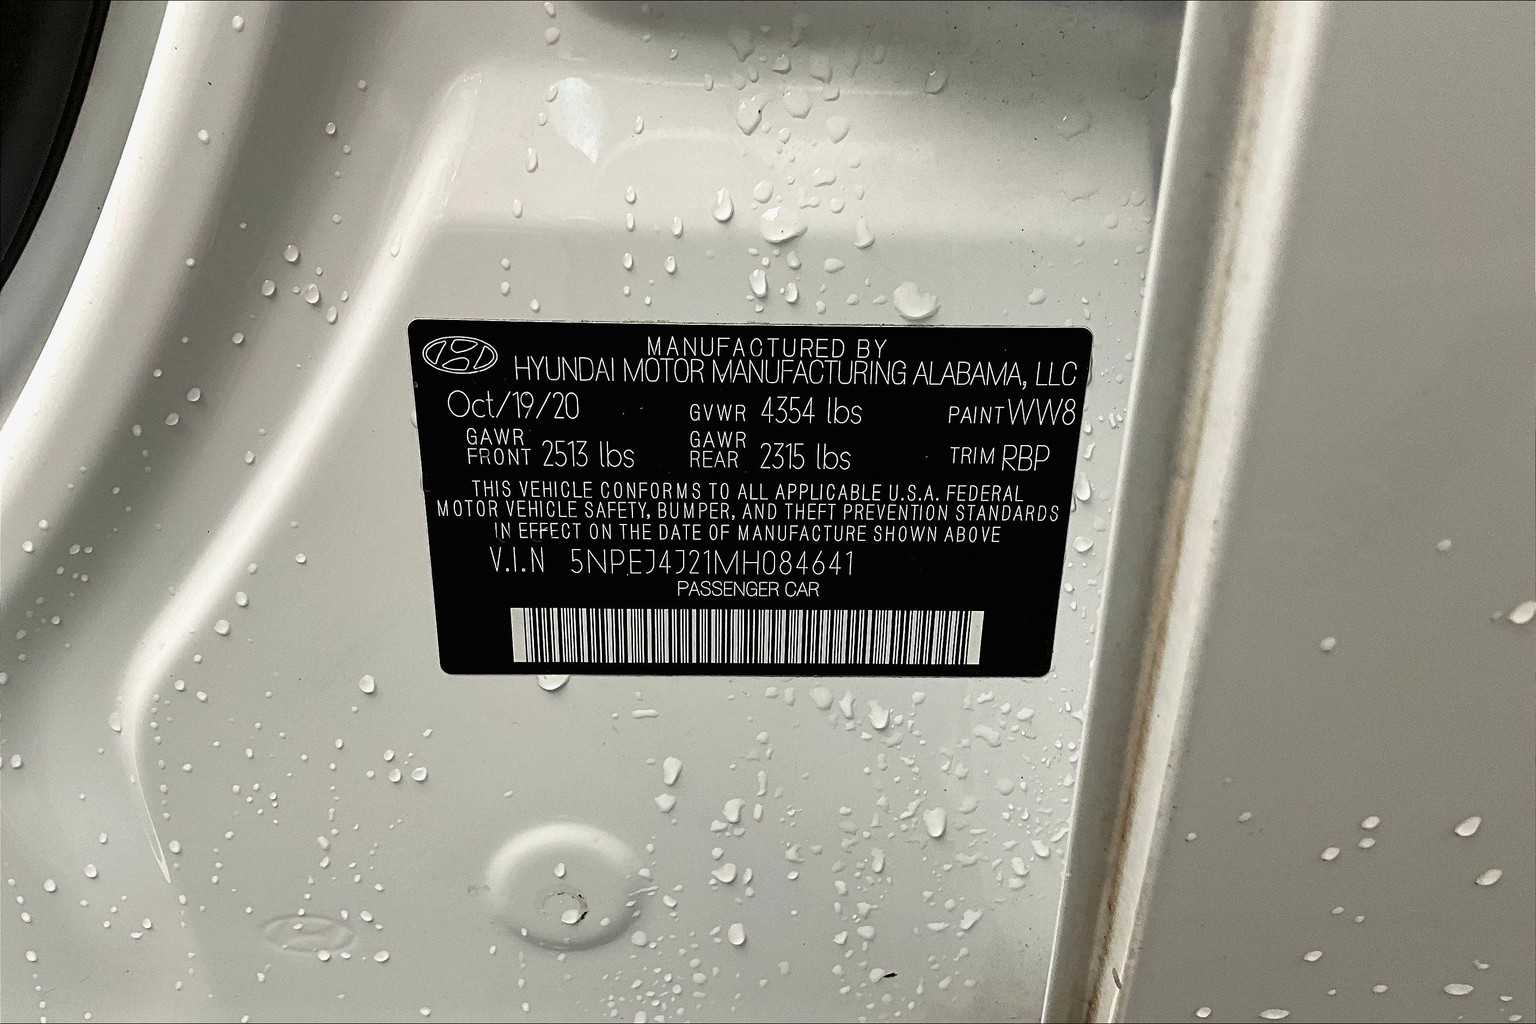 MANUFACTURED BY
HYUNDAI MOTOR MANUFACTURING ALABAMA, LLC
Oct/19/20 GVWR 4354 lbs PAINT WW8
GAWR FRONT 2513 lbs GAWR REAR 2315 lbs TRIM RBP
THIS VEHICLE CONFORMS TO ALL APPLICABLE U.S.A. FEDERAL
MOTOR VEHICLE SAFETY, BUMPER, AND THEFT PREVENTION STANDARDS
IN EFFECT ON THE DATE OF MANUFACTURE SHOWN ABOVE
V.I.N 5NPEJ4J21MH084641
PASSENGER CAR